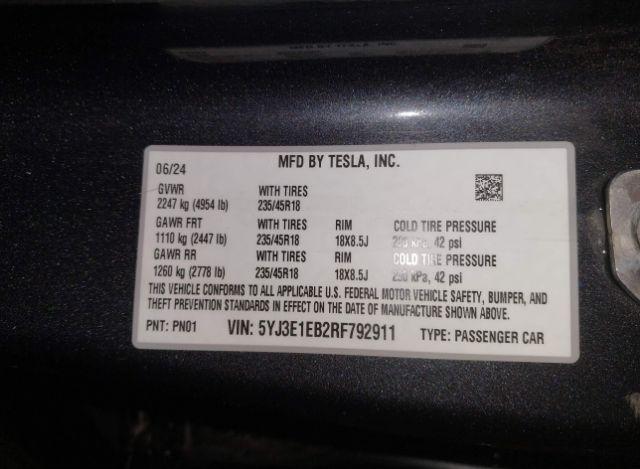 MFD BY TESLA, INC.
06/24
GVWR WITH TIRES
2247 kg (4954 lb) 235/45R18
GAWR FRT WITH TIRES RIM COLD TIRE PRESSURE
1110 kg (2447 lb) 235/45R18 18X8.5J kPa, 42 psi
GAWR RR WITH TIRES RIM COLD TIRE PRESSURE
1260 kg (2778 lb) 235/45R18 18X8.5J 290 kPa, 42 psi
THIS VEHICLE CONFORMS TO ALL APPLICABLE U.S. FEDERAL MOTOR VEHICLE SAFETY, BUMPER, AND
THEFT PREVENTION STANDARDS IN EFFECT ON THE DATE OF MANUFACTURE SHOWN ABOVE.
PNT: PN01 VIN: 5YJ3E1EB2RF792911 TYPE: PASSENGER CAR